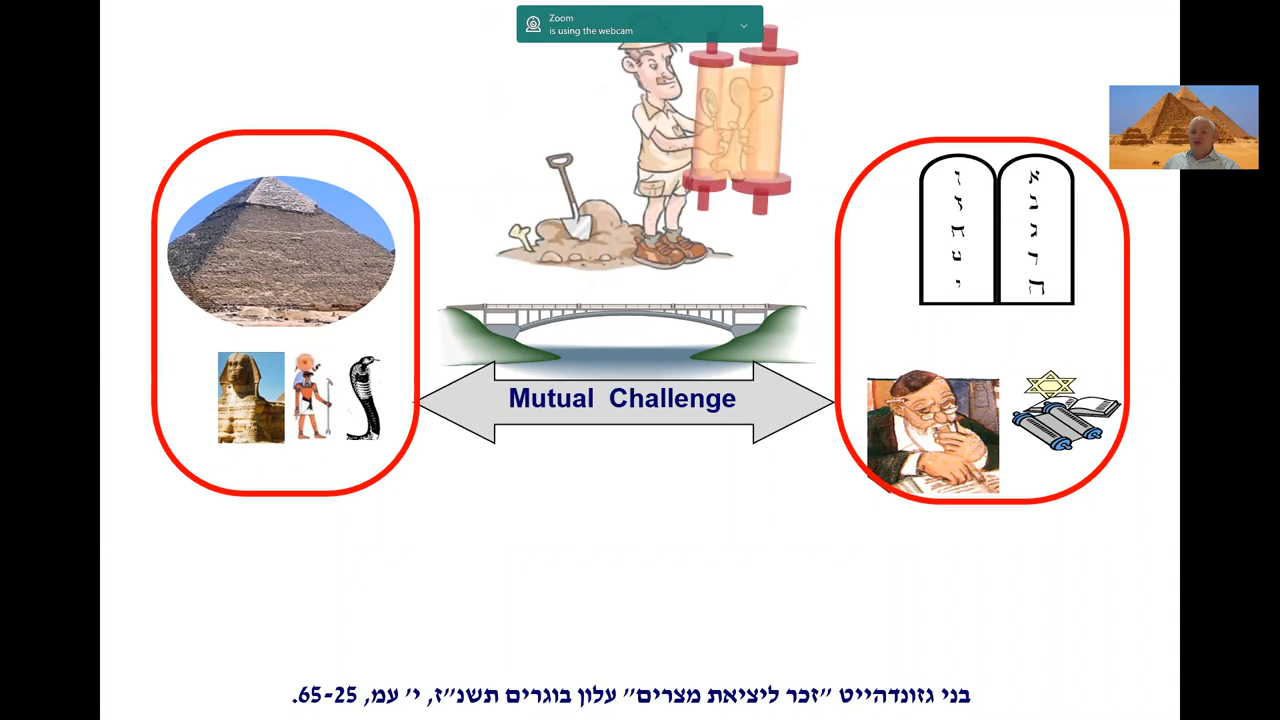 Zoom
is using the webcam
א ו
ז
ג ח
ט
י
Mutual Challenge
בני גזונדהייט "זכר ליציאת מצרים" עלון בוגרים תשנ"ז, י' עמ, 25-65.